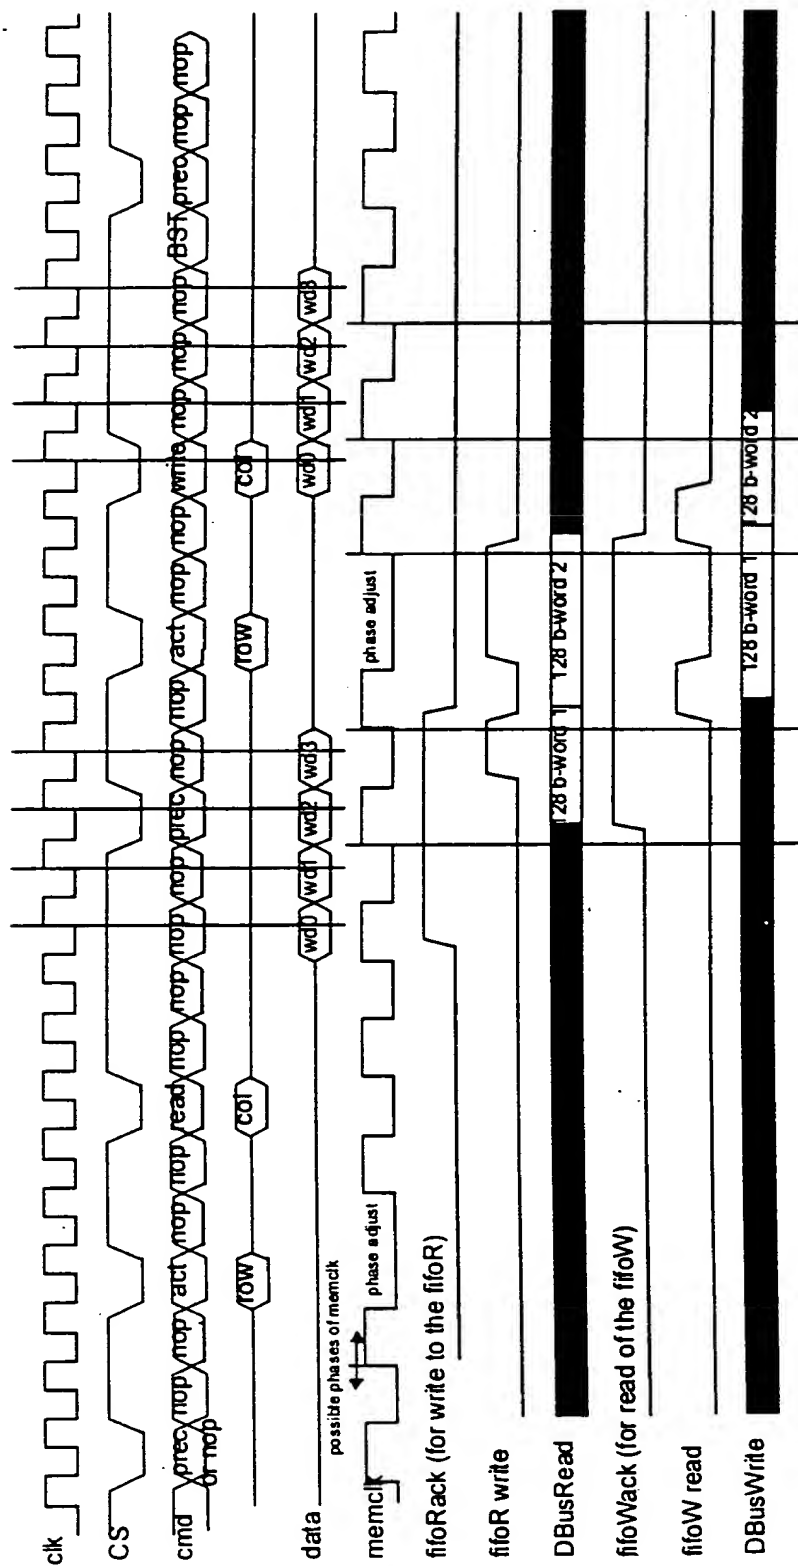 clk
CS
cmd prec nop nop act nop nop read nop nop nop nop prec nop nop act nop nop write nop nop nop BST prec nop nop
or nop
row col row col
data wd0 wd1 wd2 wd3 wd0 wd1 wd2 wd3
possible phases of memclk
memclk phase adjust phase adjust
fifoRack (for write to the fifoR)
fifoR write
DBusRead 128 b-word 1 128 b-word 2
fifoWack (for read of the fifoW)
fifoW read
DBusWrite 128 b-word 1 128 b-word 2